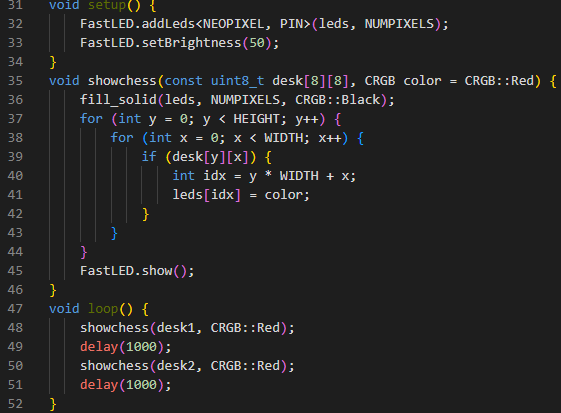 31 void setup() {
32     FastLED.addLeds<NEOPIXEL, PIN>(leds, NUMPIXELS);
33     FastLED.setBrightness(50);
34 }
35 void showchess(const uint8_t desk[8][8], CRGB color = CRGB::Red) {
36     fill_solid(leds, NUMPIXELS, CRGB::Black);
37     for (int y = 0; y < HEIGHT; y++) {
38         for (int x = 0; x < WIDTH; x++) {
39             if (desk[y][x]) {
40                 int idx = y * WIDTH + x;
41                 leds[idx] = color;
42             }
43         }
44     }
45     FastLED.show();
46 }
47 void loop() {
48     showchess(desk1, CRGB::Red);
49     delay(1000);
50     showchess(desk2, CRGB::Red);
51     delay(1000);
52 }